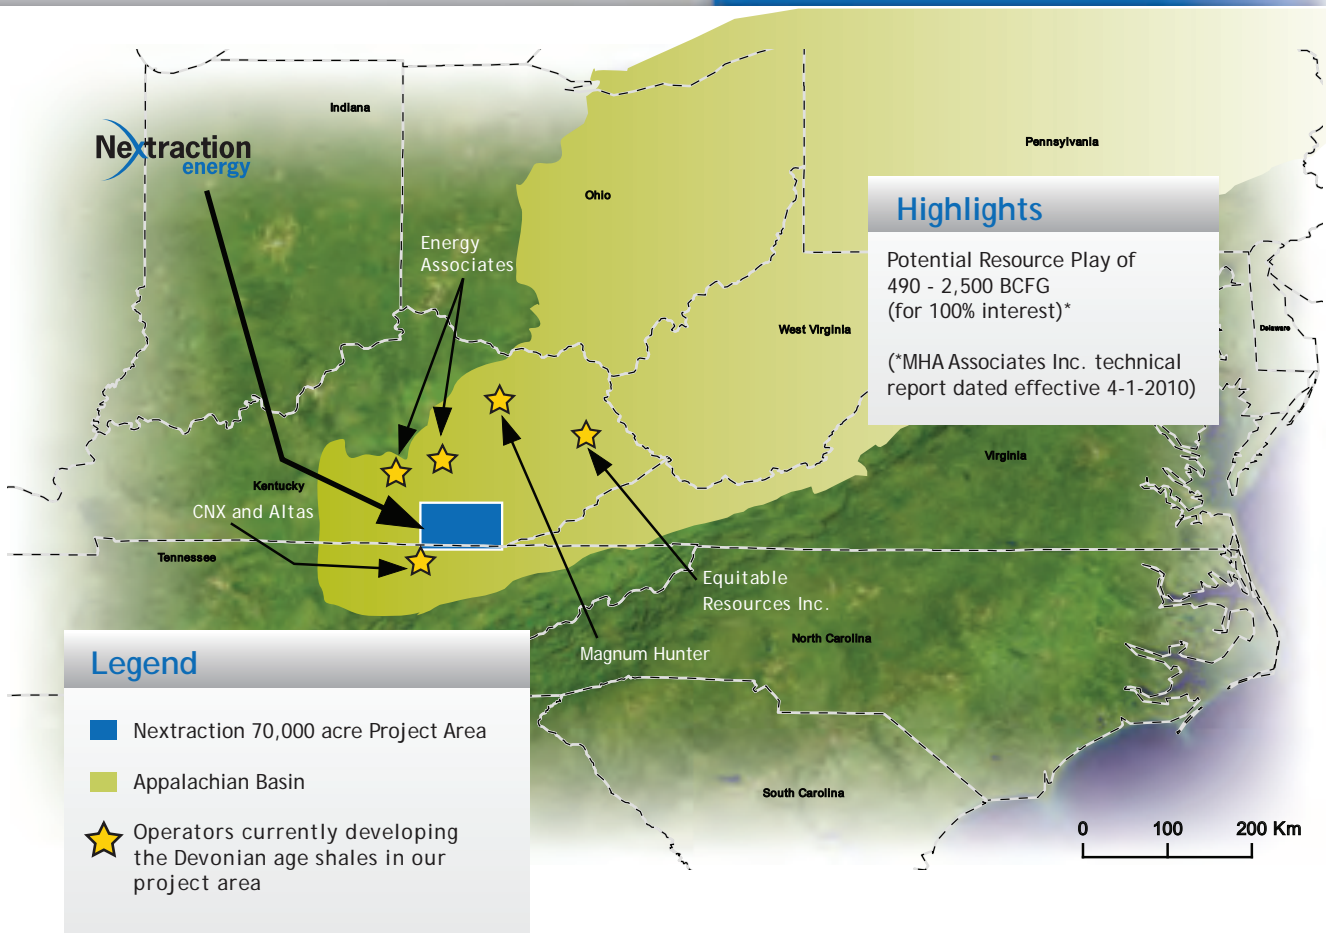 Indiana
Pennsylvania
Nextraction
energy
Ohio
Highlights
Energy
Associates
Potential Resource Play of
490 - 2,500 BCFG
(for 100% interest)*
(*MHA Associates Inc. technical
report dated effective 4-1-2010)
West Virginia
Delaware
Virginia
Kentucky
CNX and Altas
Tennessee
Equitable
Resources Inc.
North Carolina
Magnum Hunter
Legend
Nextraction 70,000 acre Project Area
Appalachian Basin
Operators currently developing
the Devonian age shales in our
project area
South Carolina
0 100 200 Km